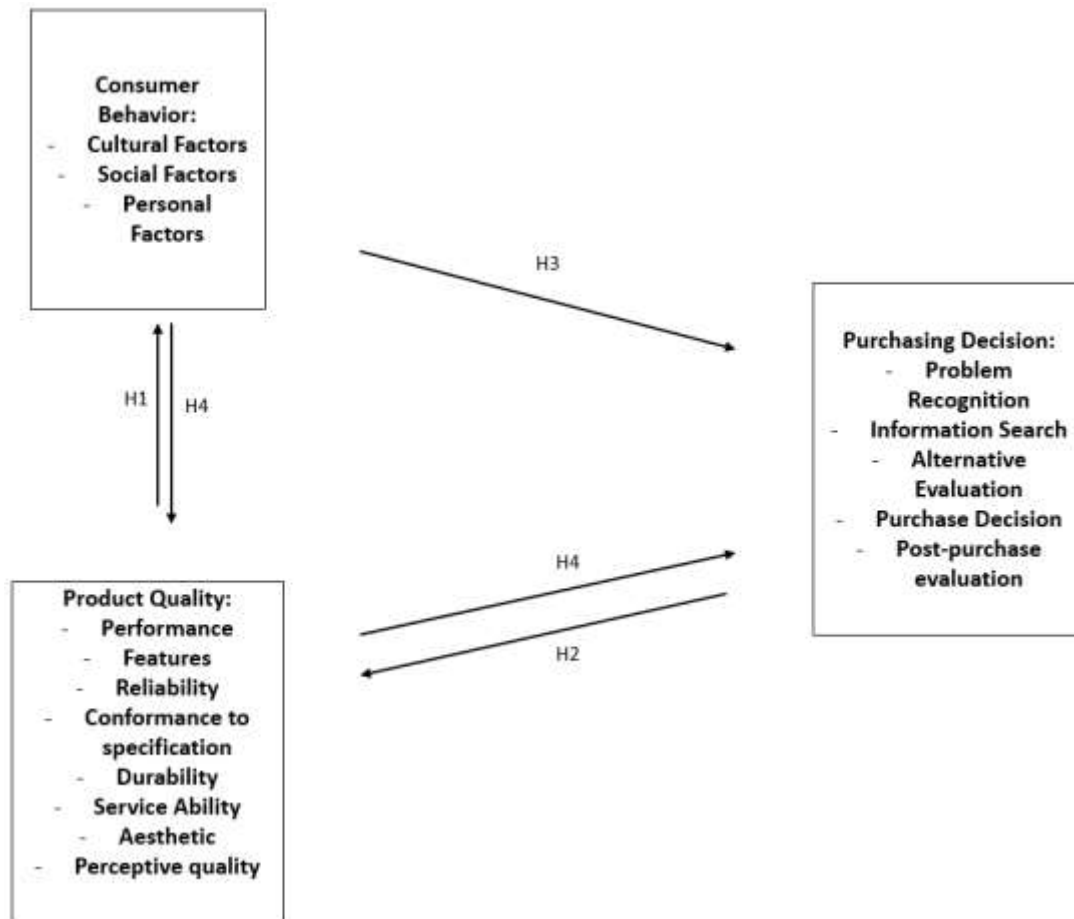 Consumer
Behavior:
- Cultural Factors
- Social Factors
- Personal
Factors
H3
H1
H4
Purchasing Decision:
- Problem
Recognition
- Information Search
- Alternative
Evaluation
- Purchase Decision
- Post-purchase
evaluation
H4
H2
Product Quality:
- Performance
- Features
- Reliability
- Conformance to
specification
- Durability
- Service Ability
- Aesthetic
- Perceptive quality